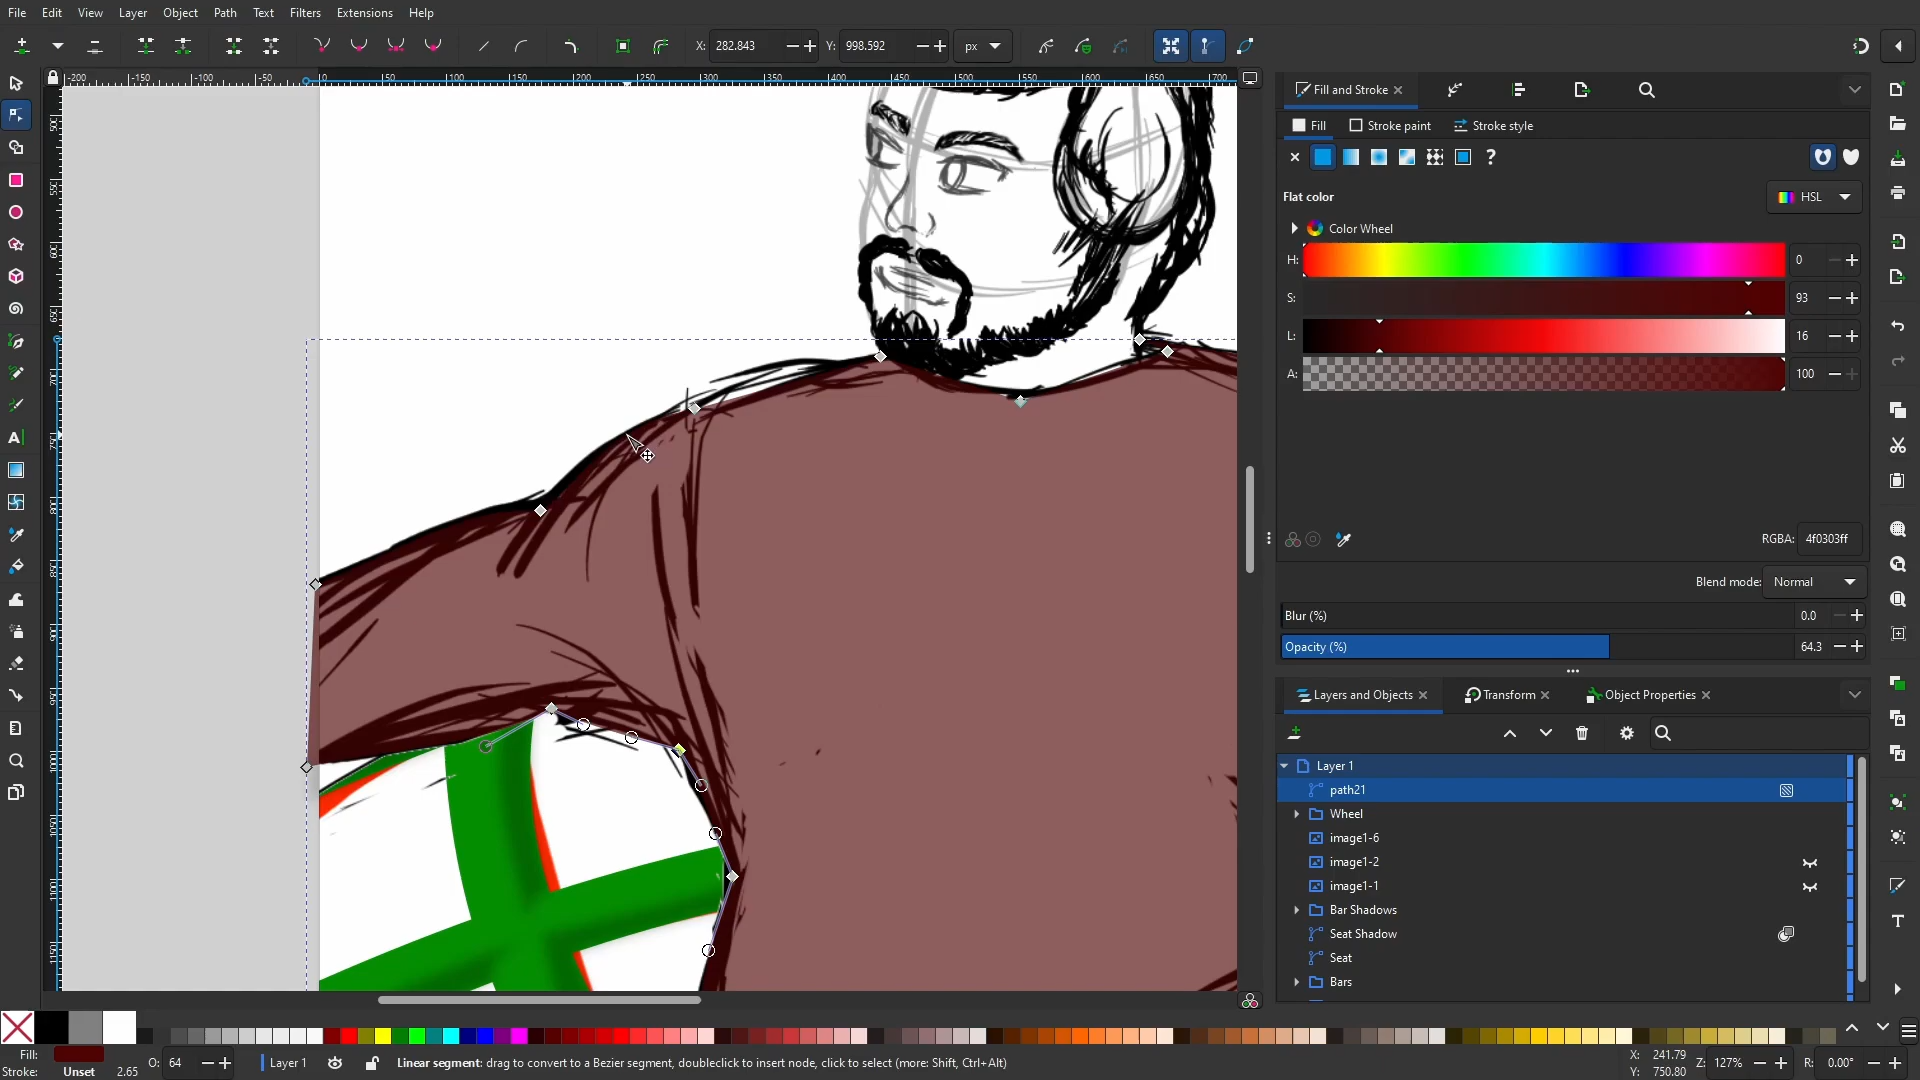 File Edit View Layer Object Path Text Filters Extensions Help
X: 282.843 Y: 998.592 px
Fill and Stroke
Fill Stroke paint Stroke style
Flat color HSL
Color Wheel
H: 0
S: 93
L: 16
A: 100
RGBA: 4f0303ff
Blend mode: Normal
Blur (%) 0.0
Opacity (%) 64.3
Layers and Objects Transform Object Properties
Layer 1
path21
Wheel
image1-6
image1-2
image1-1
Bar Shadows
Seat Shadow
Seat
Bars
Fill:
Stroke: Unset 2.65
O: 64
Layer 1
Linear segment: drag to convert to a Bezier segment, doubleclick to insert node, click to select (more: Shift, Ctrl+Alt)
X: 241.79
Y: 750.80
Z: 127%
R: 0.00°